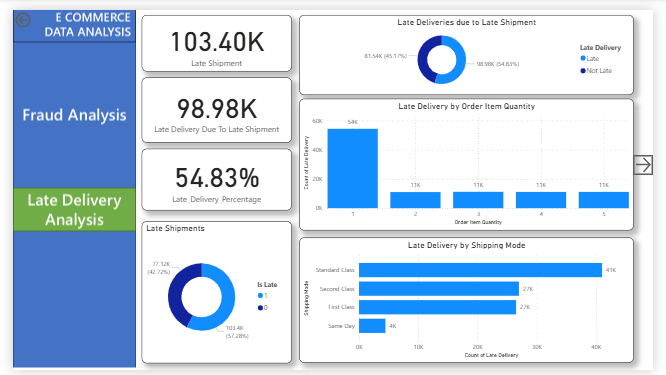 E COMMERCE
DATA ANALYSIS
Fraud Analysis
Late Delivery
Analysis
103.40K
Late Shipment
98.98K
Late Delivery Due To Late Shipment
54.83%
Late_Delivery_Percentage
Late Shipments
77.12K
(42.72%)
103.4K
(57.28%)
Is Late
1
0
Late Deliveries due to Late Shipment
81.54K (45.17%)
98.98K (54.83%)
Late Delivery
Late
Not Late
Late Delivery by Order Item Quantity
Count of Late Delivery
60K
40K
20K
0K
54K
11K
11K
11K
11K
1
2
3
4
5
Order Item Quantity
Late Delivery by Shipping Mode
Shipping Mode
Standard Class
41K
Second Class
27K
First Class
27K
Same Day
4K
0K
10K
20K
30K
40K
Count of Late Delivery